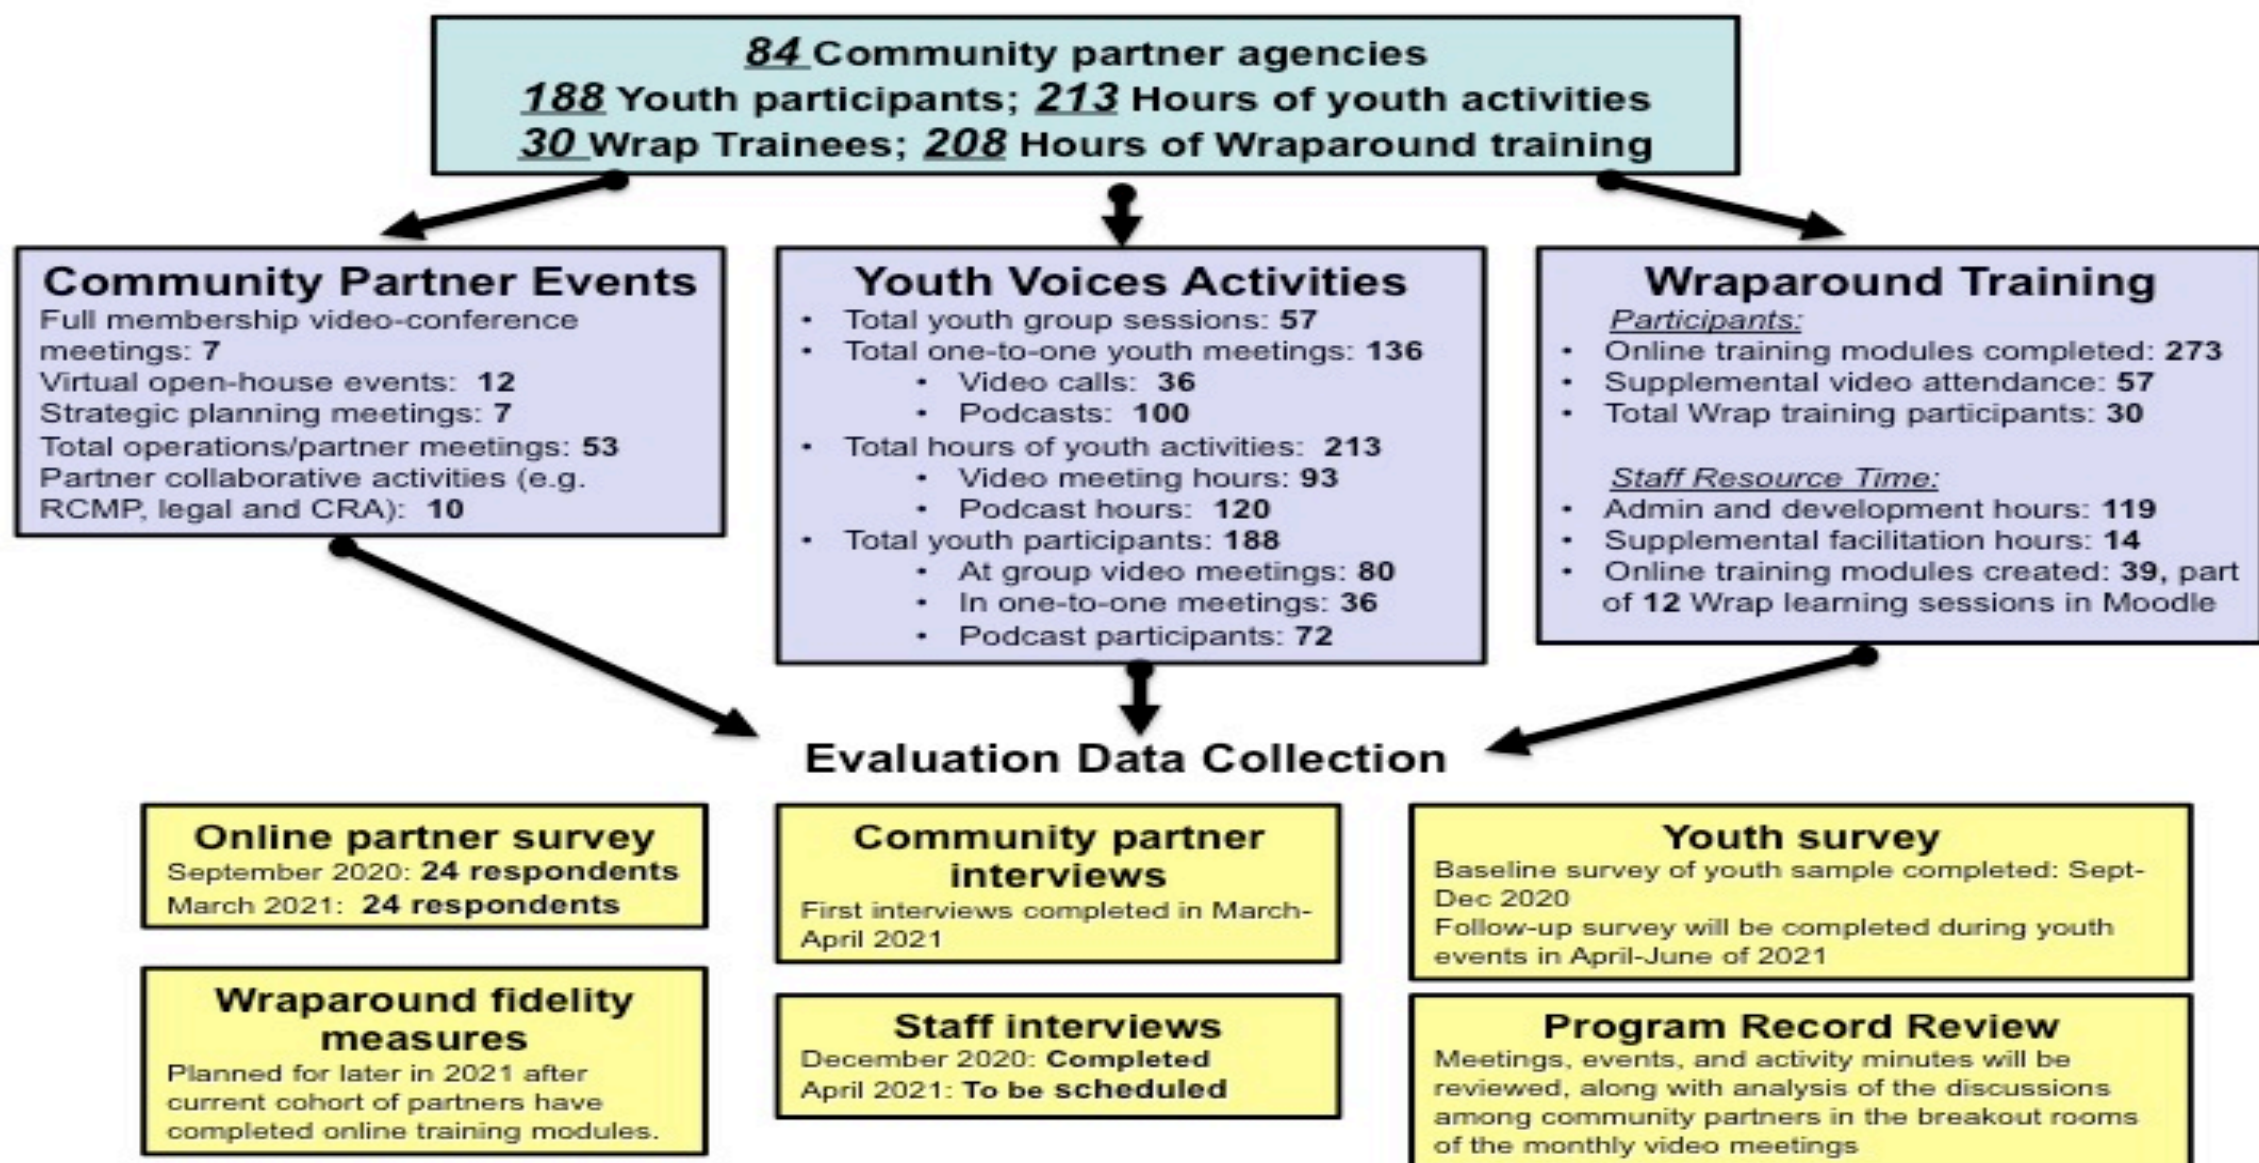 84 Community partner agencies
188 Youth participants; 213 Hours of youth activities
30 Wrap Trainees; 208 Hours of Wraparound training
Community Partner Events
Full membership video-conference
meetings: 7
Virtual open-house events: 12
Strategic planning meetings: 7
Total operations/partner meetings: 53
Partner collaborative activities (e.g.
RCMP, legal and CRA): 10
Youth Voices Activities
• Total youth group sessions: 57
• Total one-to-one youth meetings: 136
• Video calls: 36
• Podcasts: 100
• Total hours of youth activities: 213
• Video meeting hours: 93
• Podcast hours: 120
• Total youth participants: 188
• At group video meetings: 80
• In one-to-one meetings: 36
• Podcast participants: 72
Wraparound Training
Participants:
• Online training modules completed: 273
• Supplemental video attendance: 57
• Total Wrap training participants: 30
Staff Resource Time:
• Admin and development hours: 119
• Supplemental facilitation hours: 14
• Online training modules created: 39, part
of 12 Wrap learning sessions in Moodle
Evaluation Data Collection
Online partner survey
September 2020: 24 respondents
March 2021: 24 respondents
Community partner
interviews
First interviews completed in March-
April 2021
Youth survey
Baseline survey of youth sample completed: Sept-
Dec 2020
Follow-up survey will be completed during youth
events in April-June of 2021
Wraparound fidelity
measures
Planned for later in 2021 after
current cohort of partners have
completed online training modules.
Staff interviews
December 2020: Completed
April 2021: To be scheduled
Program Record Review
Meetings, events, and activity minutes will be
reviewed, along with analysis of the discussions
among community partners in the breakout rooms
of the monthly video meetings